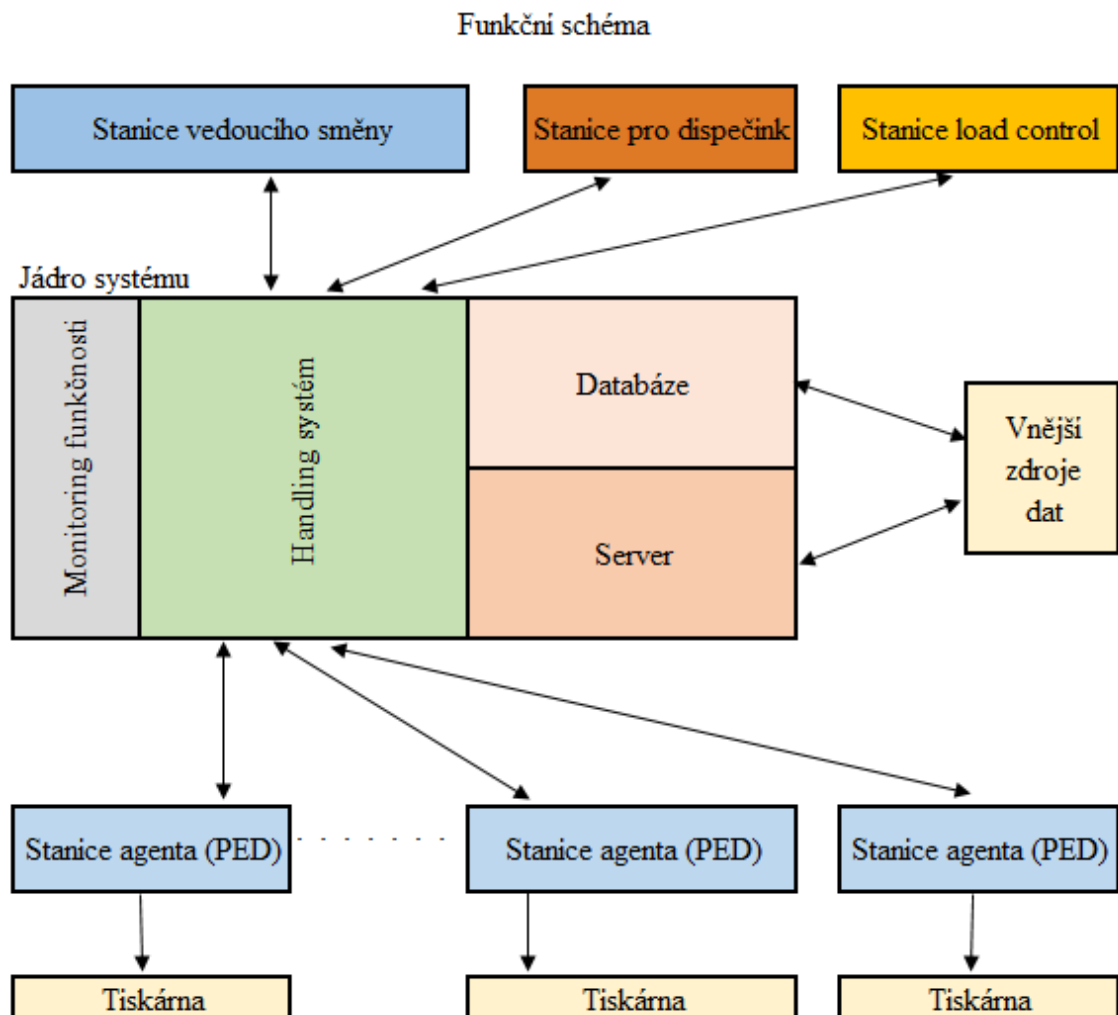 Funkční schéma
Stanice vedoucího směny
Stanice pro dispečink
Stanice load control
Jádro systému
Monitoring funkčnosti
Handling systém
Databáze
Server
Vnější
zdroje
dat
Stanice agenta (PED)
Stanice agenta (PED)
Stanice agenta (PED)
Tiskárna
Tiskárna
Tiskárna